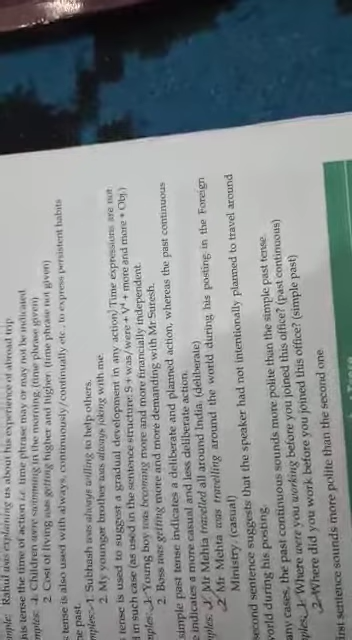 mple: Rahul was explaining us about his experience of abroad trip.
his tense the time of action i.e. time phrase may or may not be indicated.
mples: 1 Children were swimming in the morning. (time phrase given)
2 Cost of living was getting higher and higher. (time phrase not given)
tense is also used with always, continuously/continually etc., to express persistent habits
e past.
mples: 1 Subhash was always willing to help others.
2 My younger brother was always joking with me.
tense is used to suggest a gradual development in any action. Time expressions are not
d in such case (as used in the sentence structure: S + was/were + V⁴ + more and more + Obj.)
mples: 1 Young boy was becoming more and more financially independent.
2 Boss was getting more and more demanding with Mr Suresh.
simple past tense indicates a deliberate and planned action, whereas the past continuous
e indicates a more casual and less deliberate action.
mples: 1 Mr Mehta travelled all around India. (deliberate)
2 Mr Mehta was travelling around the world during his posting in the Foreign
Ministry. (casual)
econd sentence suggests that the speaker had not intentionally planned to travel around
world during his posting.
ny cases, the past continuous sounds more polite than the simple past tense.
mples: 1 Where were you working before you joined this office? (past continuous)
2 Where did you work before you joined this office? (simple past)
irst sentence sounds more polite than the second one
Tense